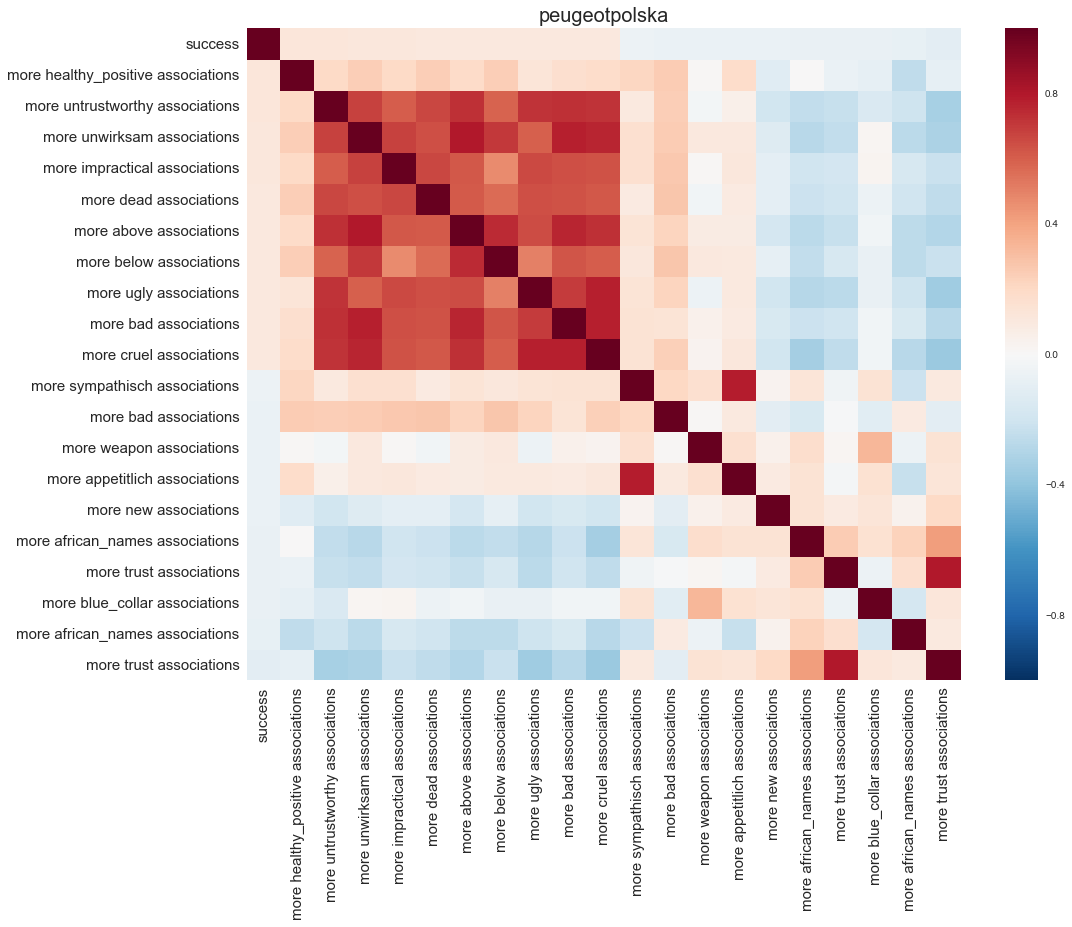 peugeotpolska
success
more healthy_positive associations
more untrustworthy associations
more unwirksam associations
more impractical associations
more dead associations
more above associations
more below associations
more ugly associations
more bad associations
more cruel associations
more sympathisch associations
more bad associations
more weapon associations
more appetitlich associations
more new associations
more african_names associations
more trust associations
more blue_collar associations
more african_names associations
more trust associations
success
more healthy_positive associations
more untrustworthy associations
more unwirksam associations
more impractical associations
more dead associations
more above associations
more below associations
more ugly associations
more bad associations
more cruel associations
more sympathisch associations
more bad associations
more weapon associations
more appetitlich associations
more new associations
more african_names associations
more trust associations
more blue_collar associations
more african_names associations
more trust associations
0.8
0.4
0.0
−0.4
−0.8